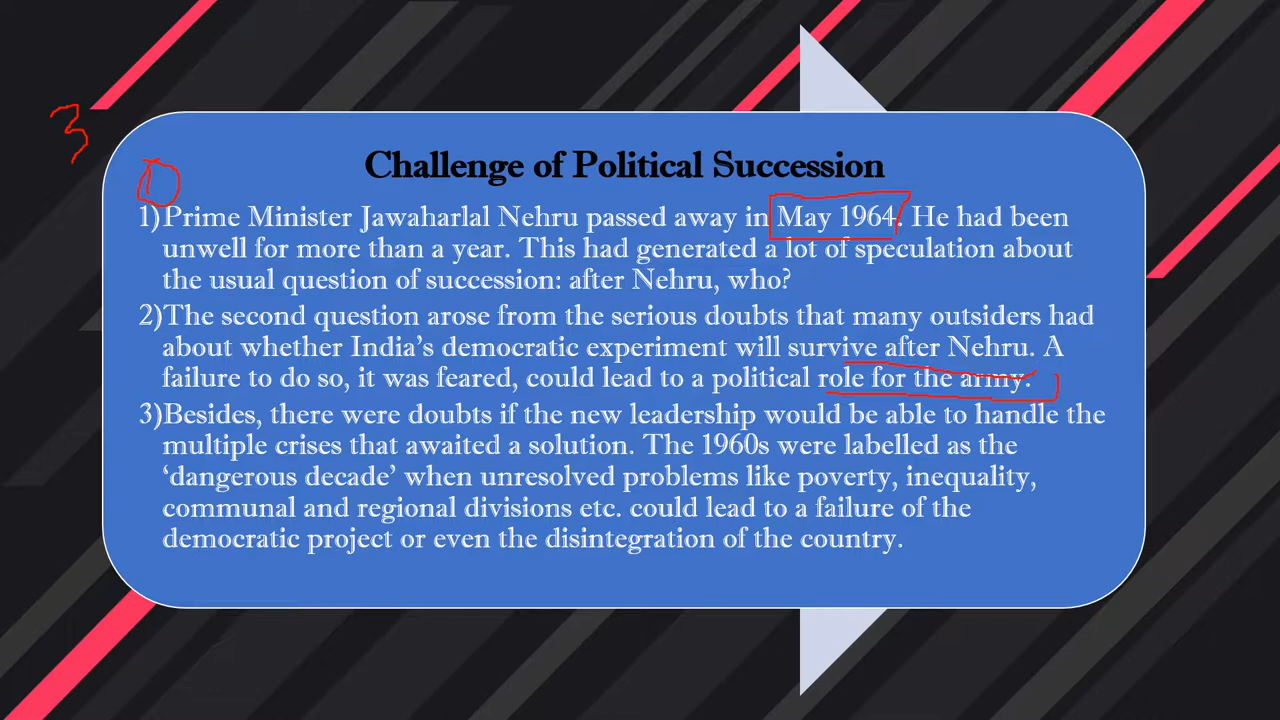 3
1
Challenge of Political Succession
1)Prime Minister Jawaharlal Nehru passed away in May 1964. He had been
unwell for more than a year. This had generated a lot of speculation about
the usual question of succession: after Nehru, who?
2)The second question arose from the serious doubts that many outsiders had
about whether India’s democratic experiment will survive after Nehru. A
failure to do so, it was feared, could lead to a political role for the army.
3)Besides, there were doubts if the new leadership would be able to handle the
multiple crises that awaited a solution. The 1960s were labelled as the
‘dangerous decade’ when unresolved problems like poverty, inequality,
communal and regional divisions etc. could lead to a failure of the
democratic project or even the disintegration of the country.